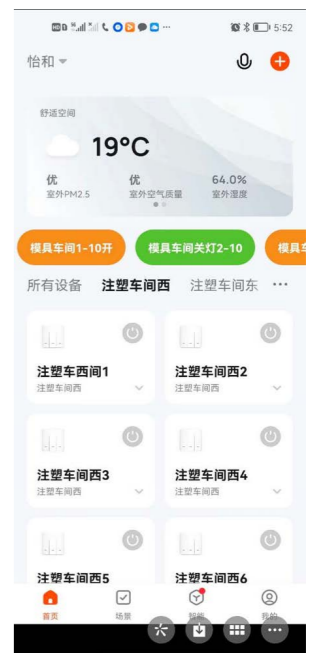 5:52
怡和
舒适空间
19°C
优
室外PM2.5
优
室外空气质量
64.0%
室外湿度
模具车间1-10开
模具车间关灯2-10
模具车
所有设备
注塑车间西
注塑车间东
注塑车西间1
注塑车间西
注塑车间西2
注塑车间西
注塑车间西3
注塑车间西
注塑车间西4
注塑车间西
注塑车间西5
注塑车间西6
首页
场景
智能
我的